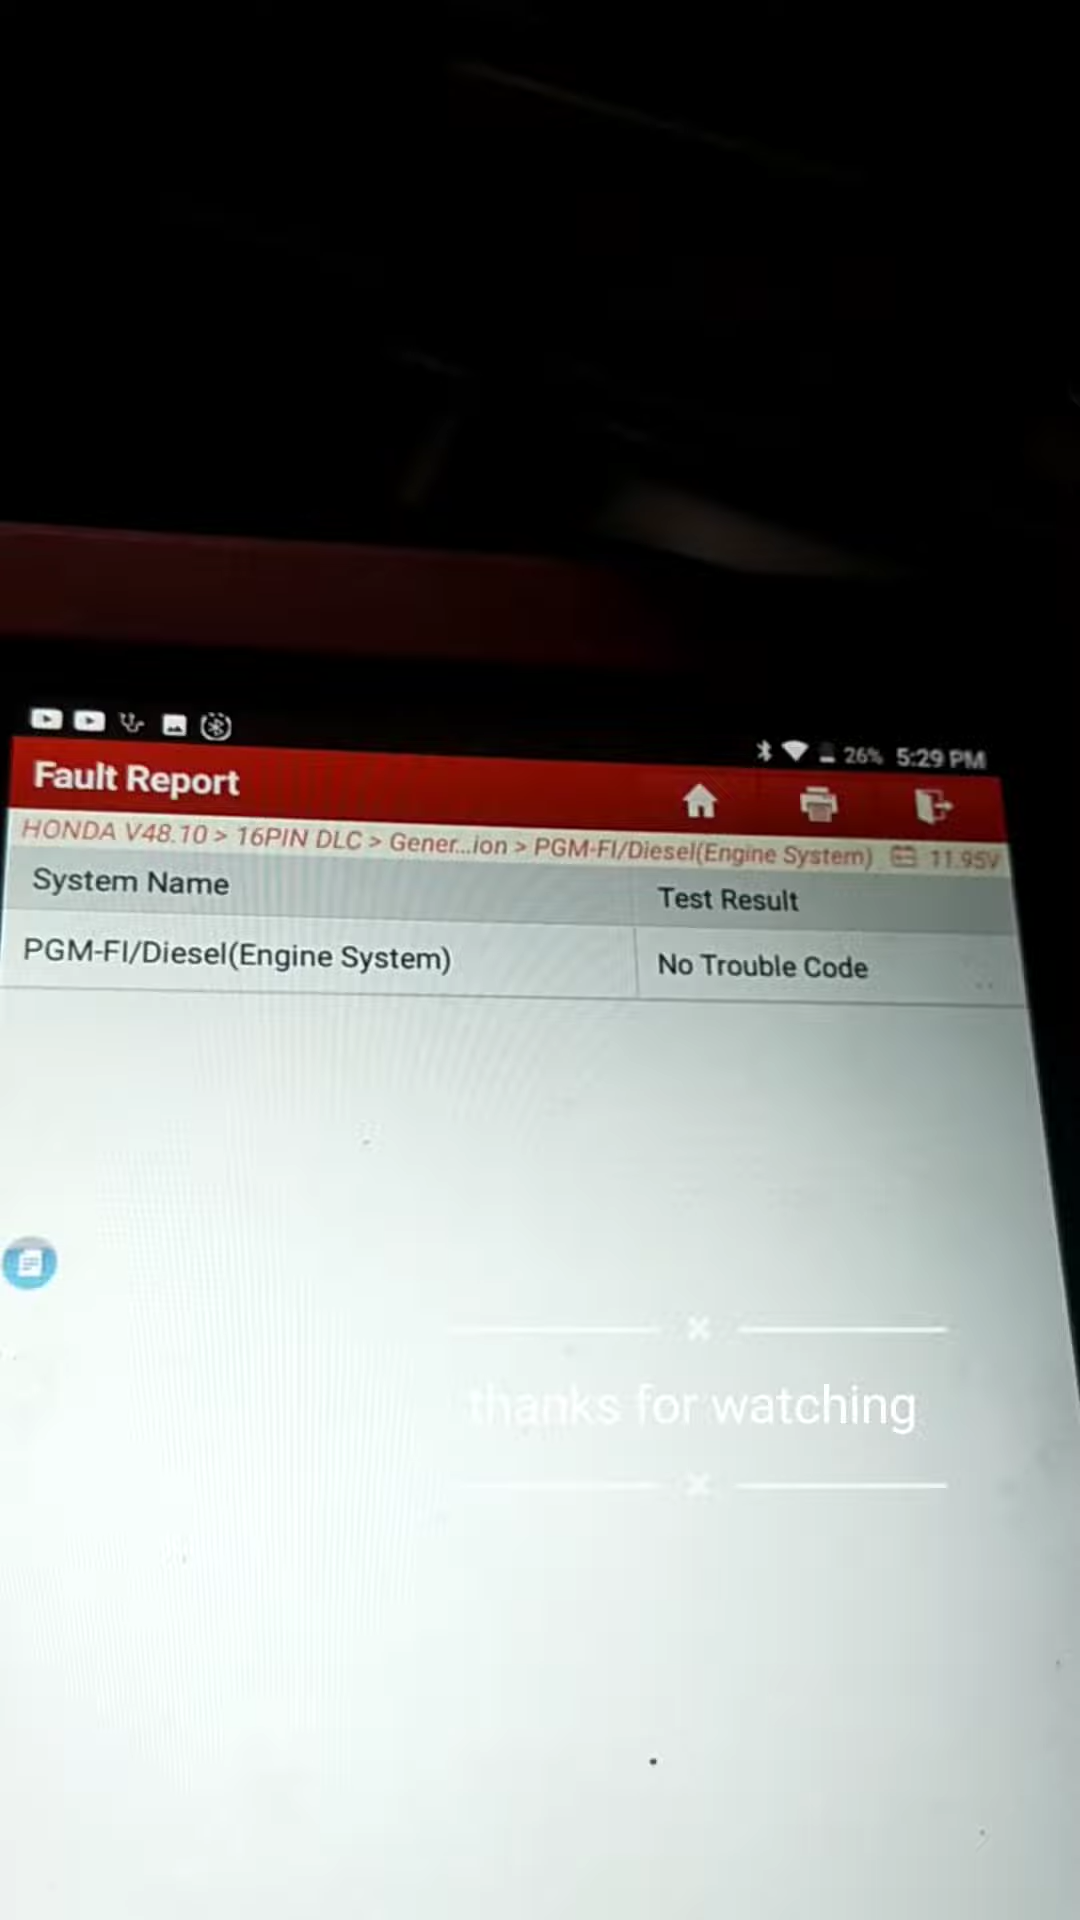 26% 5:29 PM
Fault Report
HONDA V48.10 > 16PIN DLC > Gener...ion > PGM-FI/Diesel(Engine System) 11.95V
System Name Test Result
PGM-FI/Diesel(Engine System) No Trouble Code
thanks for watching